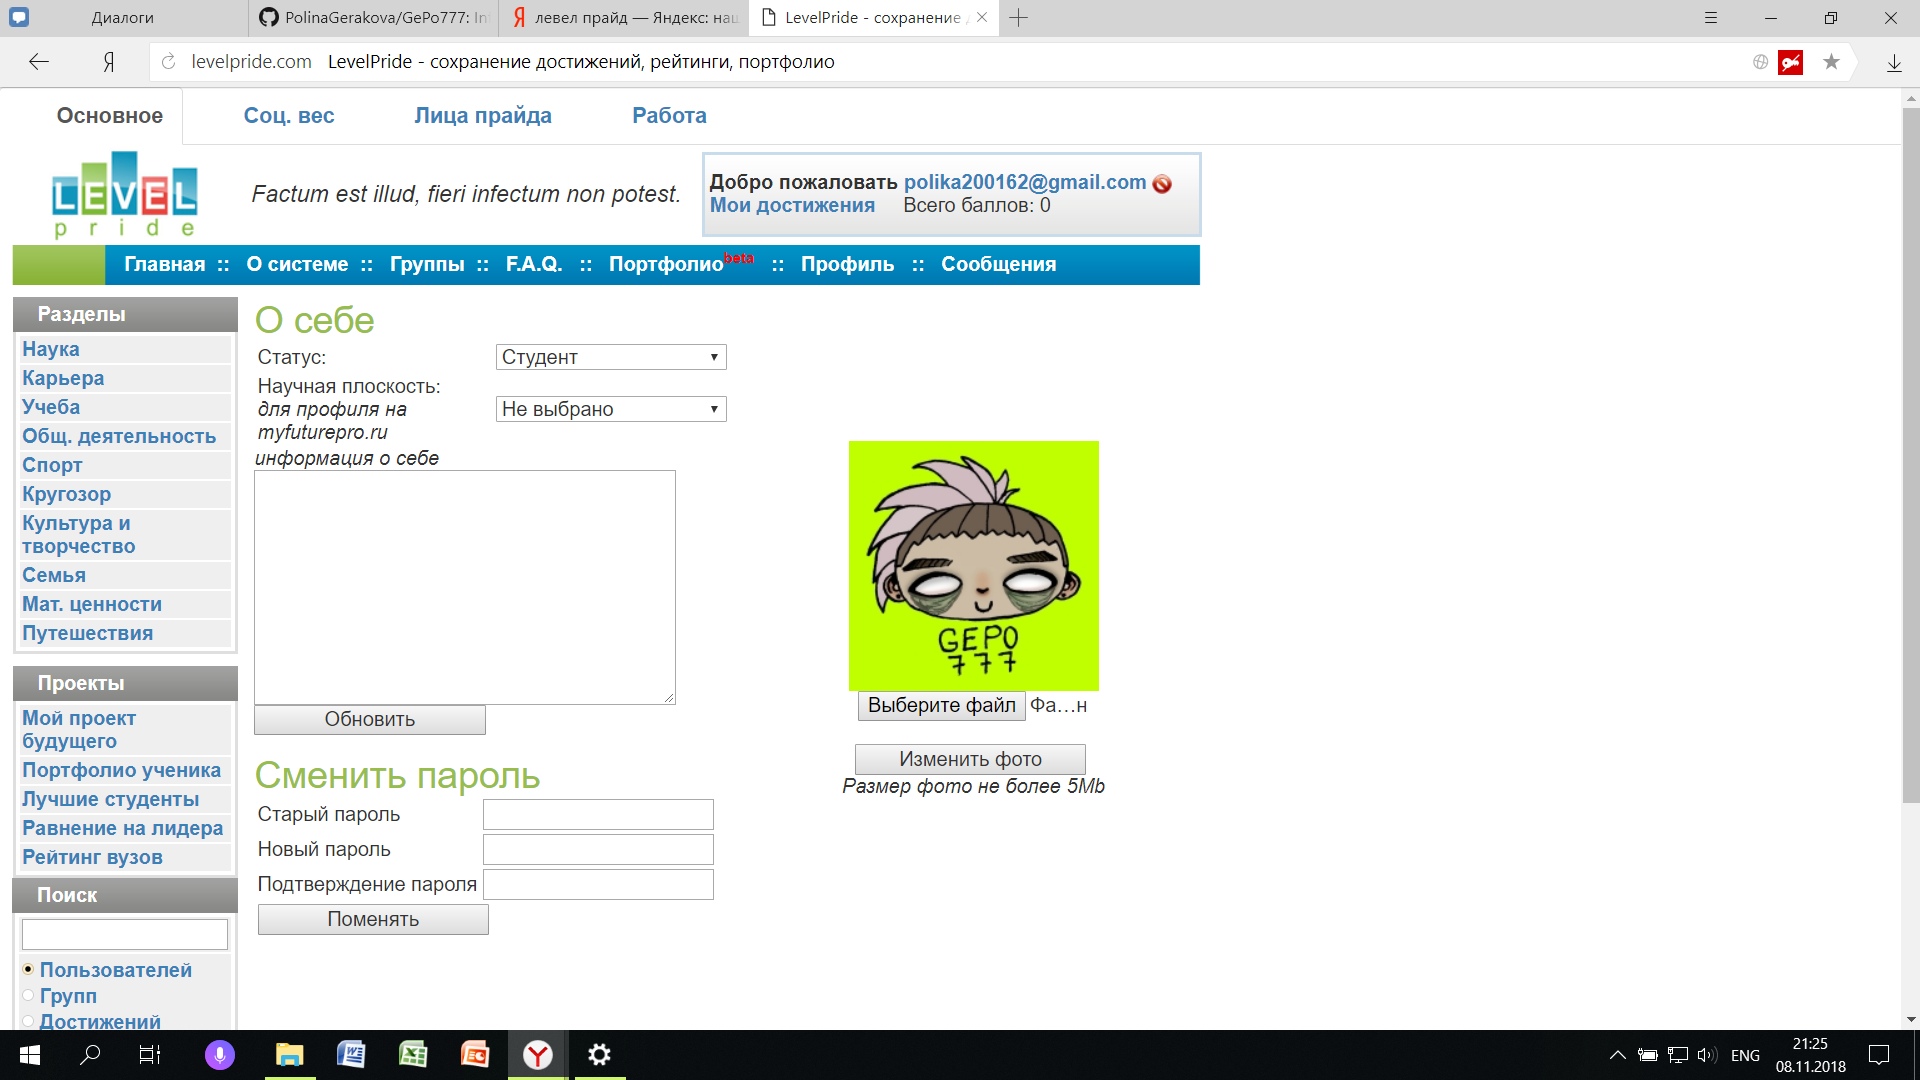 Диалоги
PolinaGerakova/GePo777: Int
левел прайд — Яндекс: наш
LevelPride - сохранение д
levelpride.com LevelPride - сохранение достижений, рейтинги, портфолио
Основное Соц. вес Лица прайда Работа
LEVEL
pride
Factum est illud, fieri infectum non potest.
Добро пожаловать polika200162@gmail.com
Мои достижения Всего баллов: 0
Главная :: О системе :: Группы :: F.A.Q. :: Портфолио beta :: Профиль :: Сообщения
Разделы
Наука
Карьера
Учеба
Общ. деятельность
Спорт
Кругозор
Культура и
творчество
Семья
Мат. ценности
Путешествия
Проекты
Мой проект
будущего
Портфолио ученика
Лучшие студенты
Равнение на лидера
Рейтинг вузов
Поиск
Пользователей
Групп
Достижений
О себе
Статус: Студент
Научная плоскость:
для профиля на
myfuturepro.ru
Не выбрано
информация о себе
Обновить
Сменить пароль
Старый пароль
Новый пароль
Подтверждение пароля
Поменять
GEPO
777
Выберите файл Фа...н
Изменить фото
Размер фото не более 5Mb
ENG
21:25
08.11.2018